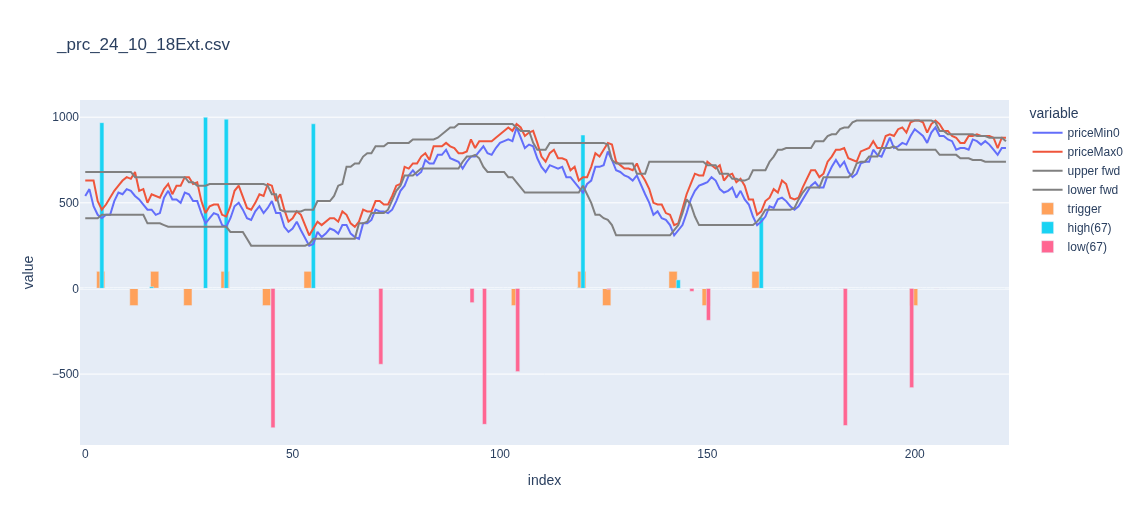 _prc_24_10_18Ext.csv
variable
priceMin0
priceMax0
upper fwd
lower fwd
trigger
high(67)
low(67)
value
1000
500
0
−500
0
50
100
150
200
index